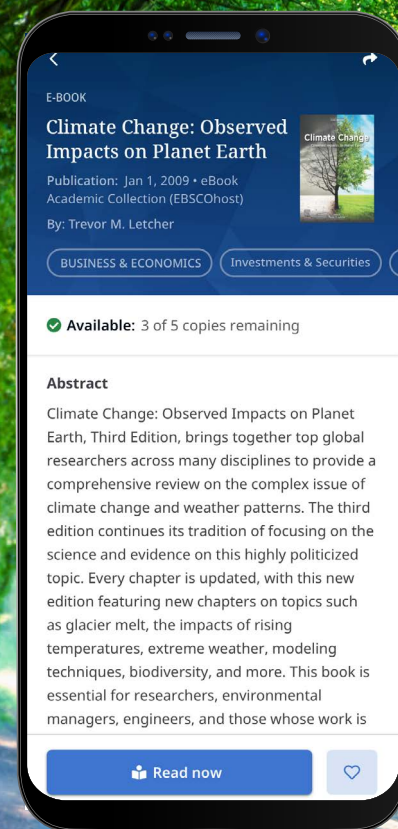 E-BOOK
Climate Change: Observed
Impacts on Planet Earth
Publication: Jan 1, 2009 • eBook
Academic Collection (EBSCOhost)
By: Trevor M. Letcher
Climate Change
BUSINESS & ECONOMICS
Investments & Securities
Available: 3 of 5 copies remaining
Abstract
Climate Change: Observed Impacts on Planet
Earth, Third Edition, brings together top global
researchers across many disciplines to provide a
comprehensive review on the complex issue of
climate change and weather patterns. The third
edition continues its tradition of focusing on the
science and evidence on this highly politicized
topic. Every chapter is updated, with this new
edition featuring new chapters on topics such
as glacier melt, the impacts of rising
temperatures, extreme weather, modeling
techniques, biodiversity, and more. This book is
essential for researchers, environmental
managers, engineers, and those whose work is
Read now